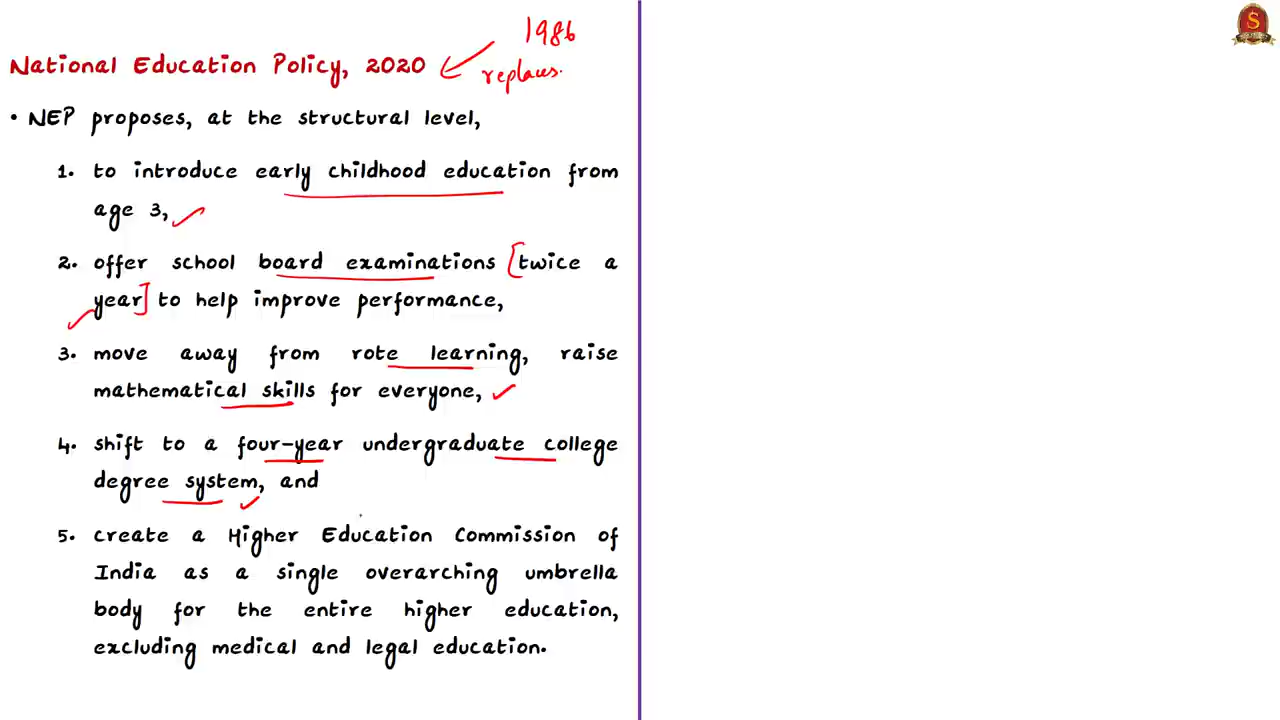 1986
National Education Policy, 2020
replaces.
• NEP proposes, at the structural level,
1. to introduce early childhood education from
age 3,
2. offer school board examinations [twice a
year] to help improve performance,
3. move away from rote learning, raise
mathematical skills for everyone,
4. shift to a four-year undergraduate college
degree system, and
5. create a Higher Education Commission of
India as a single overarching umbrella
body for the entire higher education,
excluding medical and legal education.
S